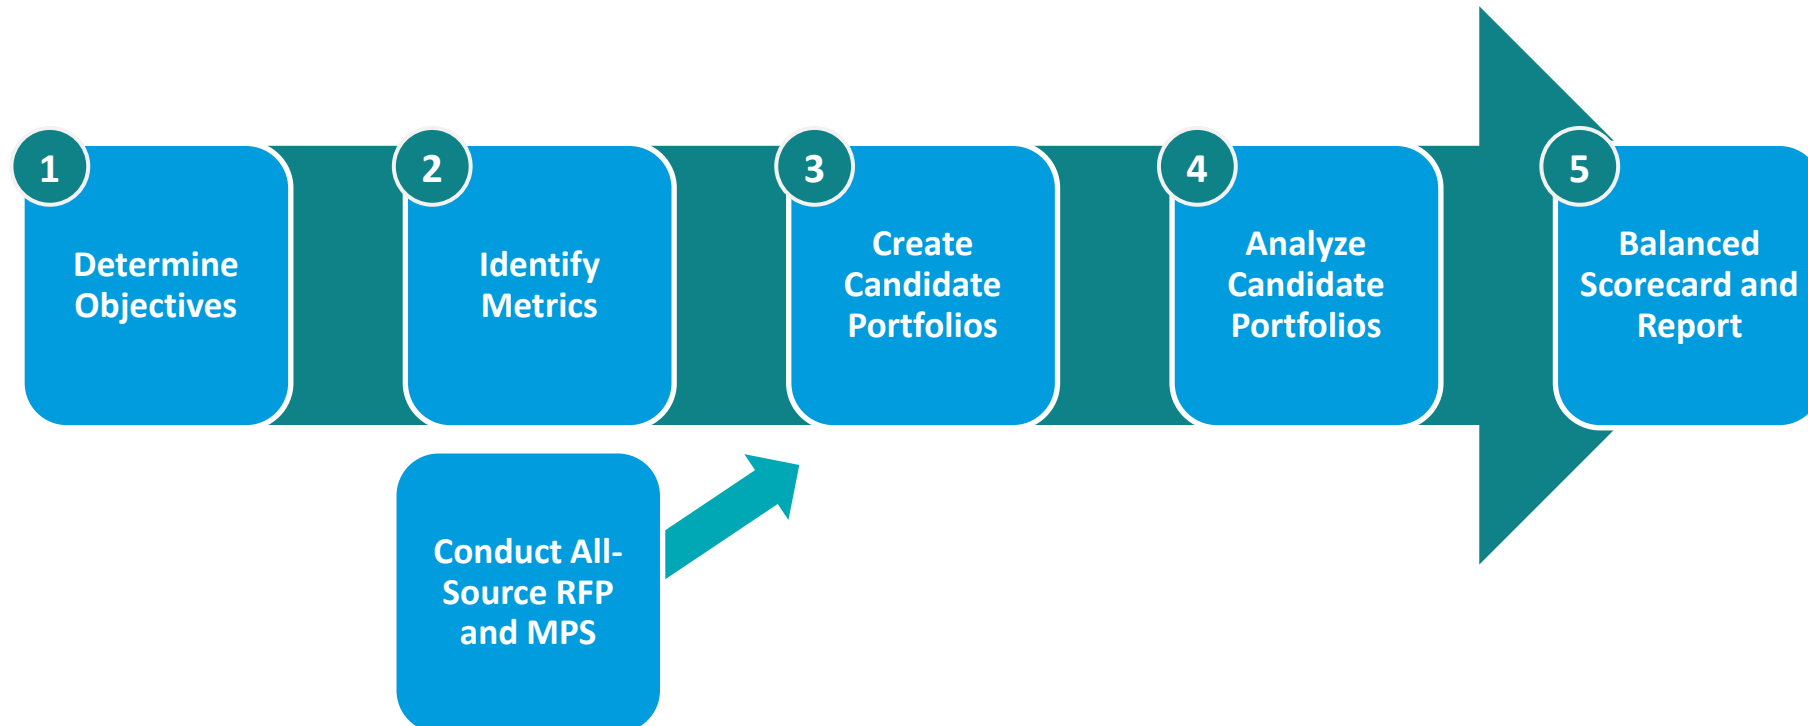 1
Determine
Objectives
2
Identify
Metrics
3
Create
Candidate
Portfolios
4
Analyze
Candidate
Portfolios
5
Balanced
Scorecard and
Report
Conduct All-
Source RFP
and MPS